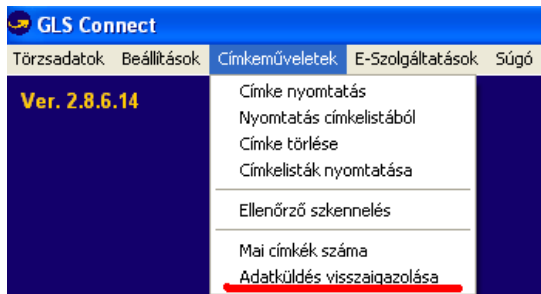 GLS Connect
Törzsadatok Beállítások Címkeműveletek E-Szolgáltatások Súgó
Ver. 2.8.6.14
Címke nyomtatás
Nyomtatás címkelistából
Címke törlése
Címkelisták nyomtatása
Ellenőrző szkennelés
Mai címkék száma
Adatküldés visszaigazolása